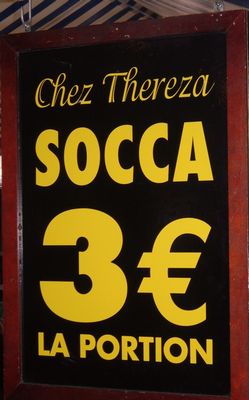 Chez Thereza
SOCCA
3€
LA PORTION